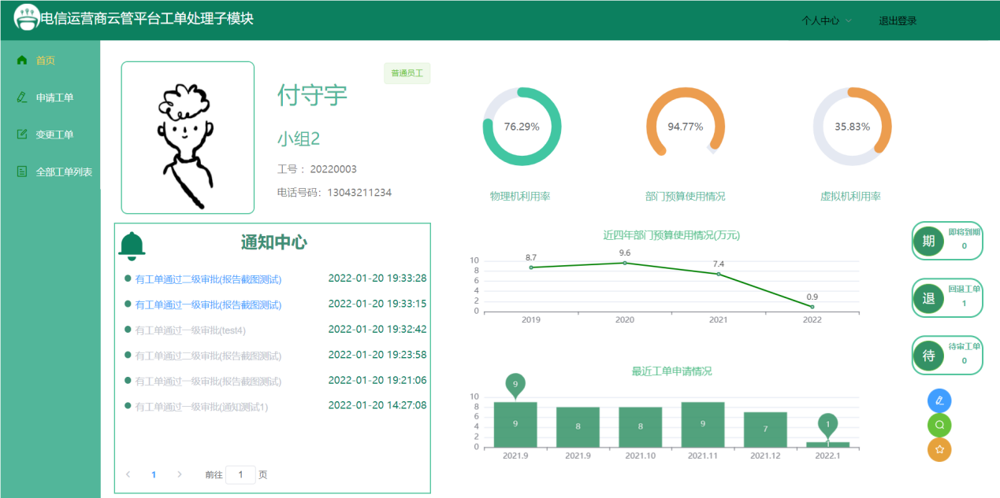 电信运营商云管平台工单处理子模块
个人中心
退出登录
首页
申请工单
变更工单
全部工单列表
普通员工
付守宇
小组2
工号： 20220003
电话号码： 13043211234
76.29%
物理机利用率
94.77%
部门预算使用情况
35.83%
虚拟机利用率
通知中心
有工单通过二级审批(报告截图测试) 2022-01-20 19:33:28
有工单通过一级审批(报告截图测试) 2022-01-20 19:33:15
有工单通过一级审批(test4) 2022-01-20 19:32:42
有工单通过二级审批(报告截图测试) 2022-01-20 19:23:58
有工单通过一级审批(报告截图测试) 2022-01-20 19:21:06
有工单通过一级审批(通知测试1) 2022-01-20 14:27:08
1
前往 1 页
近四年部门预算使用情况(万元)
10
8
6
4
2
0
8.7
9.6
7.4
0.9
2019 2020 2021 2022
最近工单申请情况
10
8
6
4
2
0
9
1
9 8 8 9 7 1
2021.9 2021.9 2021.10 2021.11 2021.12 2022.1
期
即将到期
0
退
回退工单
1
待
待审工单
0